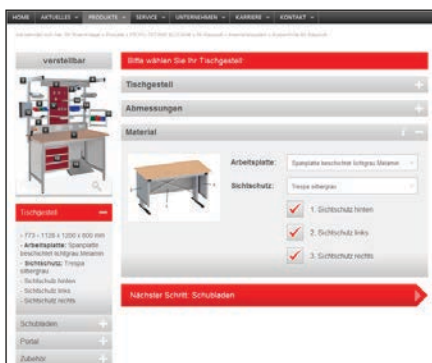 HOME AKTUELLES PRODUKTE SERVICE UNTERNEHMEN KARRIERE KONTAKT
verstellbar
Bitte wählen Sie Ihr Tischgestell
Tischgestell
Abmessungen
Material
Arbeitsplatte: Spanplatte beschichtet lichtgrau Melamin
Sichtschutz: Trespa silbergrau
1. Sichtschutz hinten
2. Sichtschutz links
3. Sichtschutz rechts
Nächster Schritt: Schubladen
Tischgestell
- Arbeitsplatte: Spanplatte
beschichtet lichtgrau Melamin
- Sichtschutz: Trespa
silbergrau
- Sichtschutz hinten
- Sichtschutz links
- Sichtschutz rechts
Schubladen
Portal
Zubehör